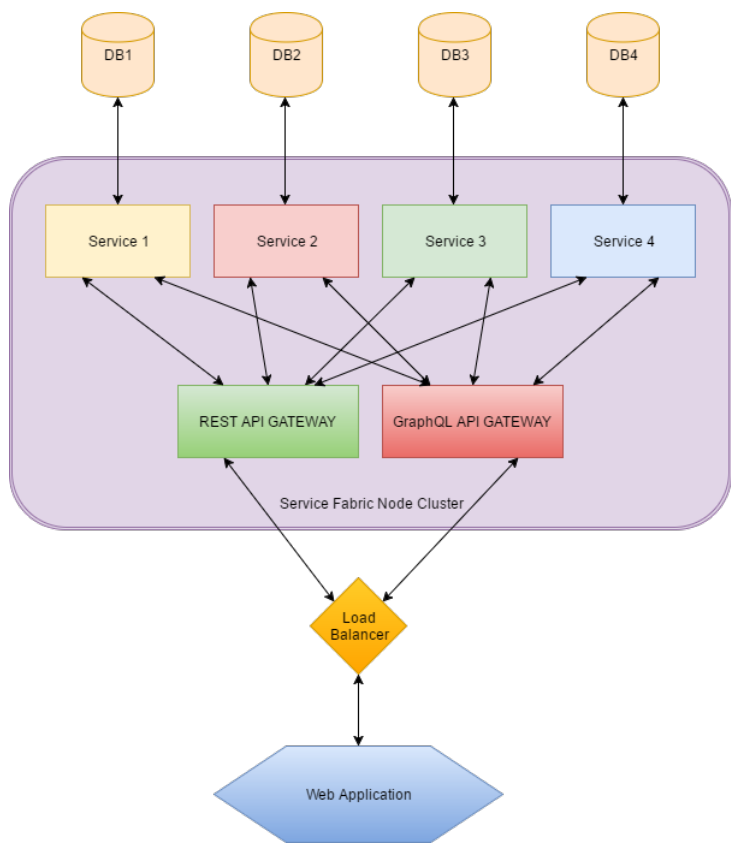 DB1
DB2
DB3
DB4
Service 1
Service 2
Service 3
Service 4
REST API GATEWAY
GraphQL API GATEWAY
Service Fabric Node Cluster
Load
Balancer
Web Application